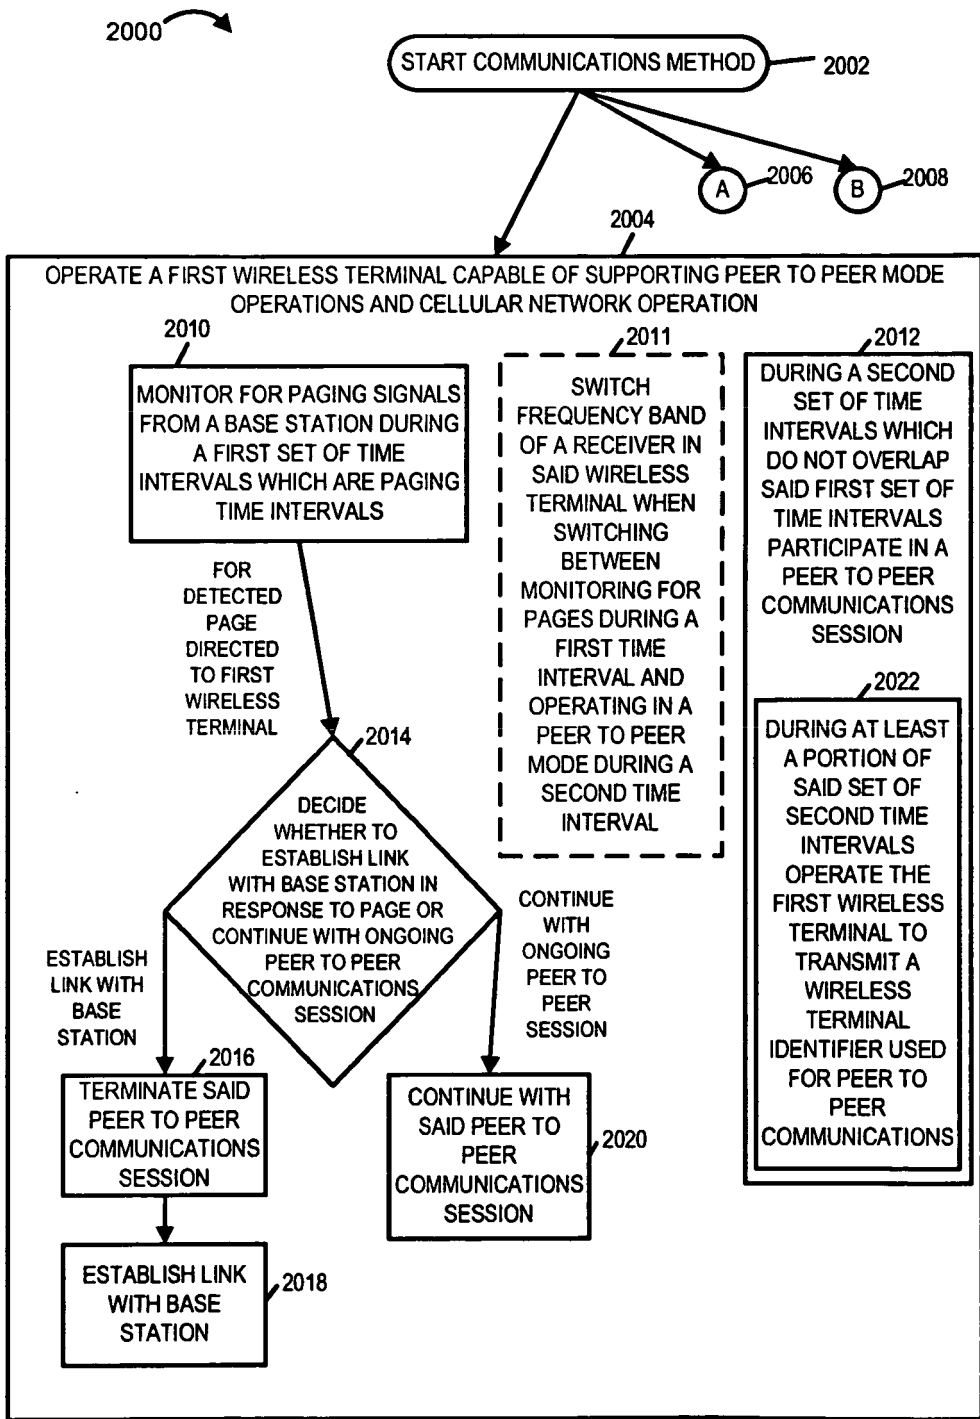 2000
START COMMUNICATIONS METHOD
2002
A
2006
B
2008
2004
OPERATE A FIRST WIRELESS TERMINAL CAPABLE OF SUPPORTING PEER TO PEER MODE
OPERATIONS AND CELLULAR NETWORK OPERATION
2010
MONITOR FOR PAGING SIGNALS
FROM A BASE STATION DURING
A FIRST SET OF TIME
INTERVALS WHICH ARE PAGING
TIME INTERVALS
2011
SWITCH
FREQUENCY BAND
OF A RECEIVER IN
SAID WIRELESS
TERMINAL WHEN
SWITCHING
BETWEEN
MONITORING FOR
PAGES DURING A
FIRST TIME
INTERVAL AND
OPERATING IN A
PEER TO PEER
MODE DURING A
SECOND TIME
INTERVAL
2012
DURING A SECOND
SET OF TIME
INTERVALS WHICH
DO NOT OVERLAP
SAID FIRST SET OF
TIME INTERVALS
PARTICIPATE IN A
PEER TO PEER
COMMUNICATIONS
SESSION
2022
DURING AT LEAST
A PORTION OF
SAID SET OF
SECOND TIME
INTERVALS
OPERATE THE
FIRST WIRELESS
TERMINAL TO
TRANSMIT A
WIRELESS
TERMINAL
IDENTIFIER USED
FOR PEER TO
PEER
COMMUNICATIONS
FOR
DETECTED
PAGE
DIRECTED
TO FIRST
WIRELESS
TERMINAL
2014
DECIDE
WHETHER TO
ESTABLISH LINK
WITH BASE STATION IN
RESPONSE TO PAGE OR
CONTINUE WITH ONGOING
PEER TO PEER
COMMUNICATIONS
SESSION
ESTABLISH
LINK WITH
BASE
STATION
CONTINUE
WITH
ONGOING
PEER TO
PEER
SESSION
2016
TERMINATE SAID
PEER TO PEER
COMMUNICATIONS
SESSION
CONTINUE WITH
SAID PEER TO
PEER
COMMUNICATIONS
SESSION
2020
ESTABLISH LINK
WITH BASE
STATION
2018